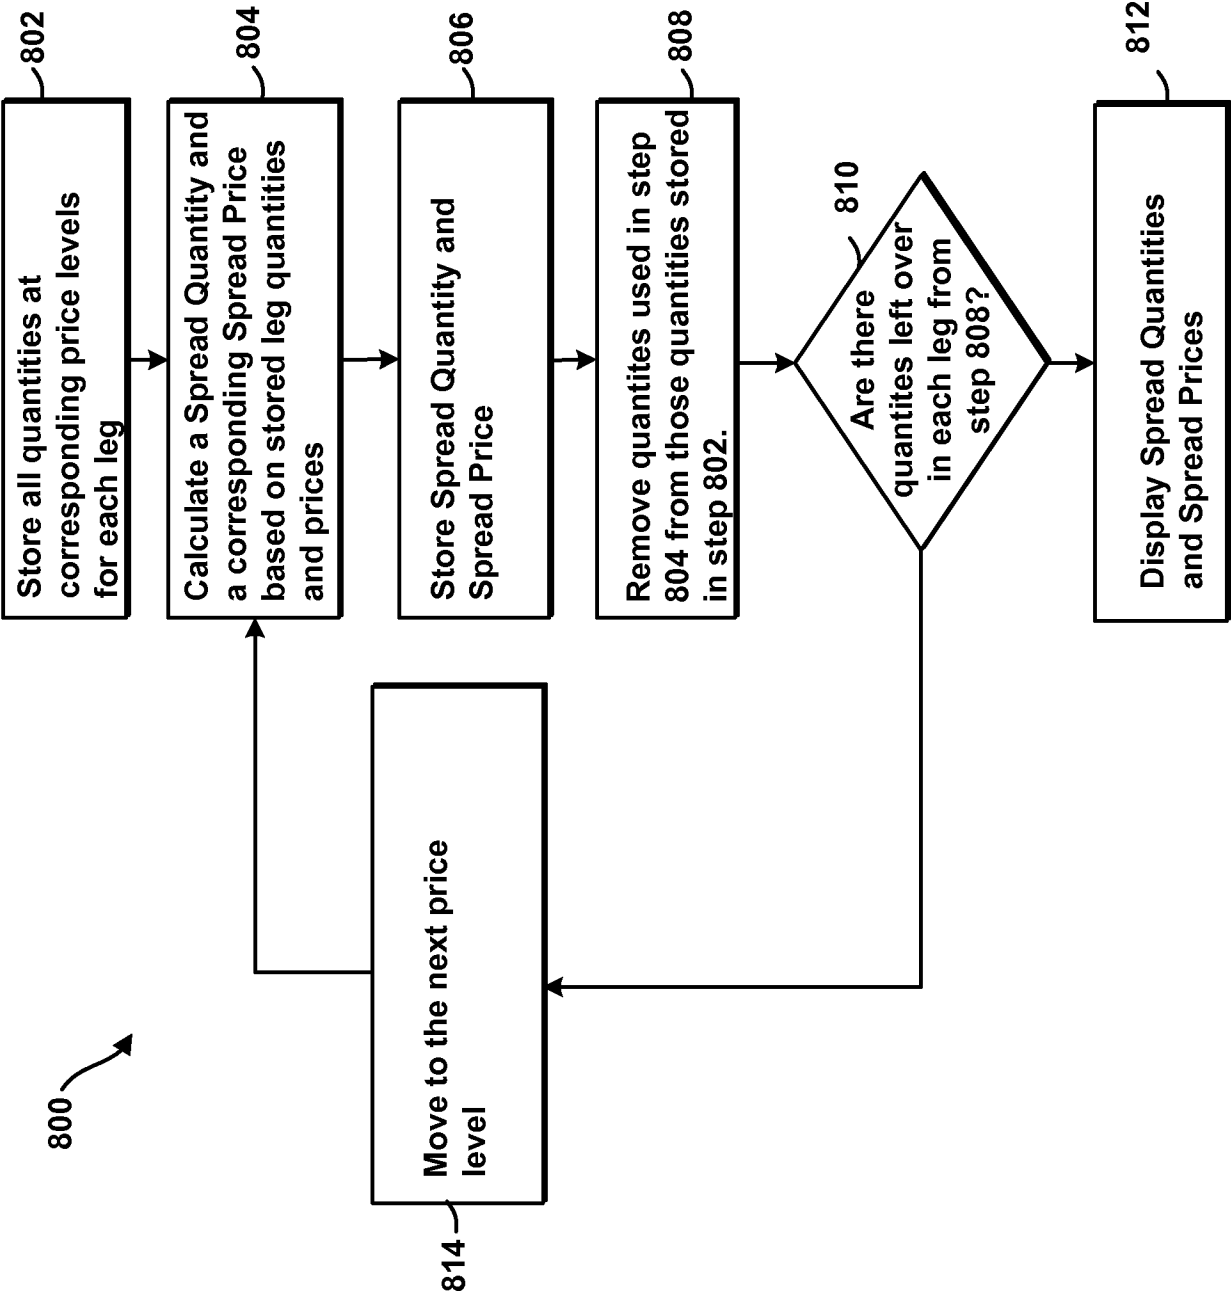 800
802
Store all quantities at
corresponding price levels
for each leg
804
Calculate a Spread Quantity and
a corresponding Spread Price
based on stored leg quantities
and prices
806
Store Spread Quantity and
Spread Price
808
Remove quantites used in step
804 from those quantities stored
in step 802.
810
Are there
quantites left over
in each leg from
step 808?
812
Display Spread Quantities
and Spread Prices
814
Move to the next price
level